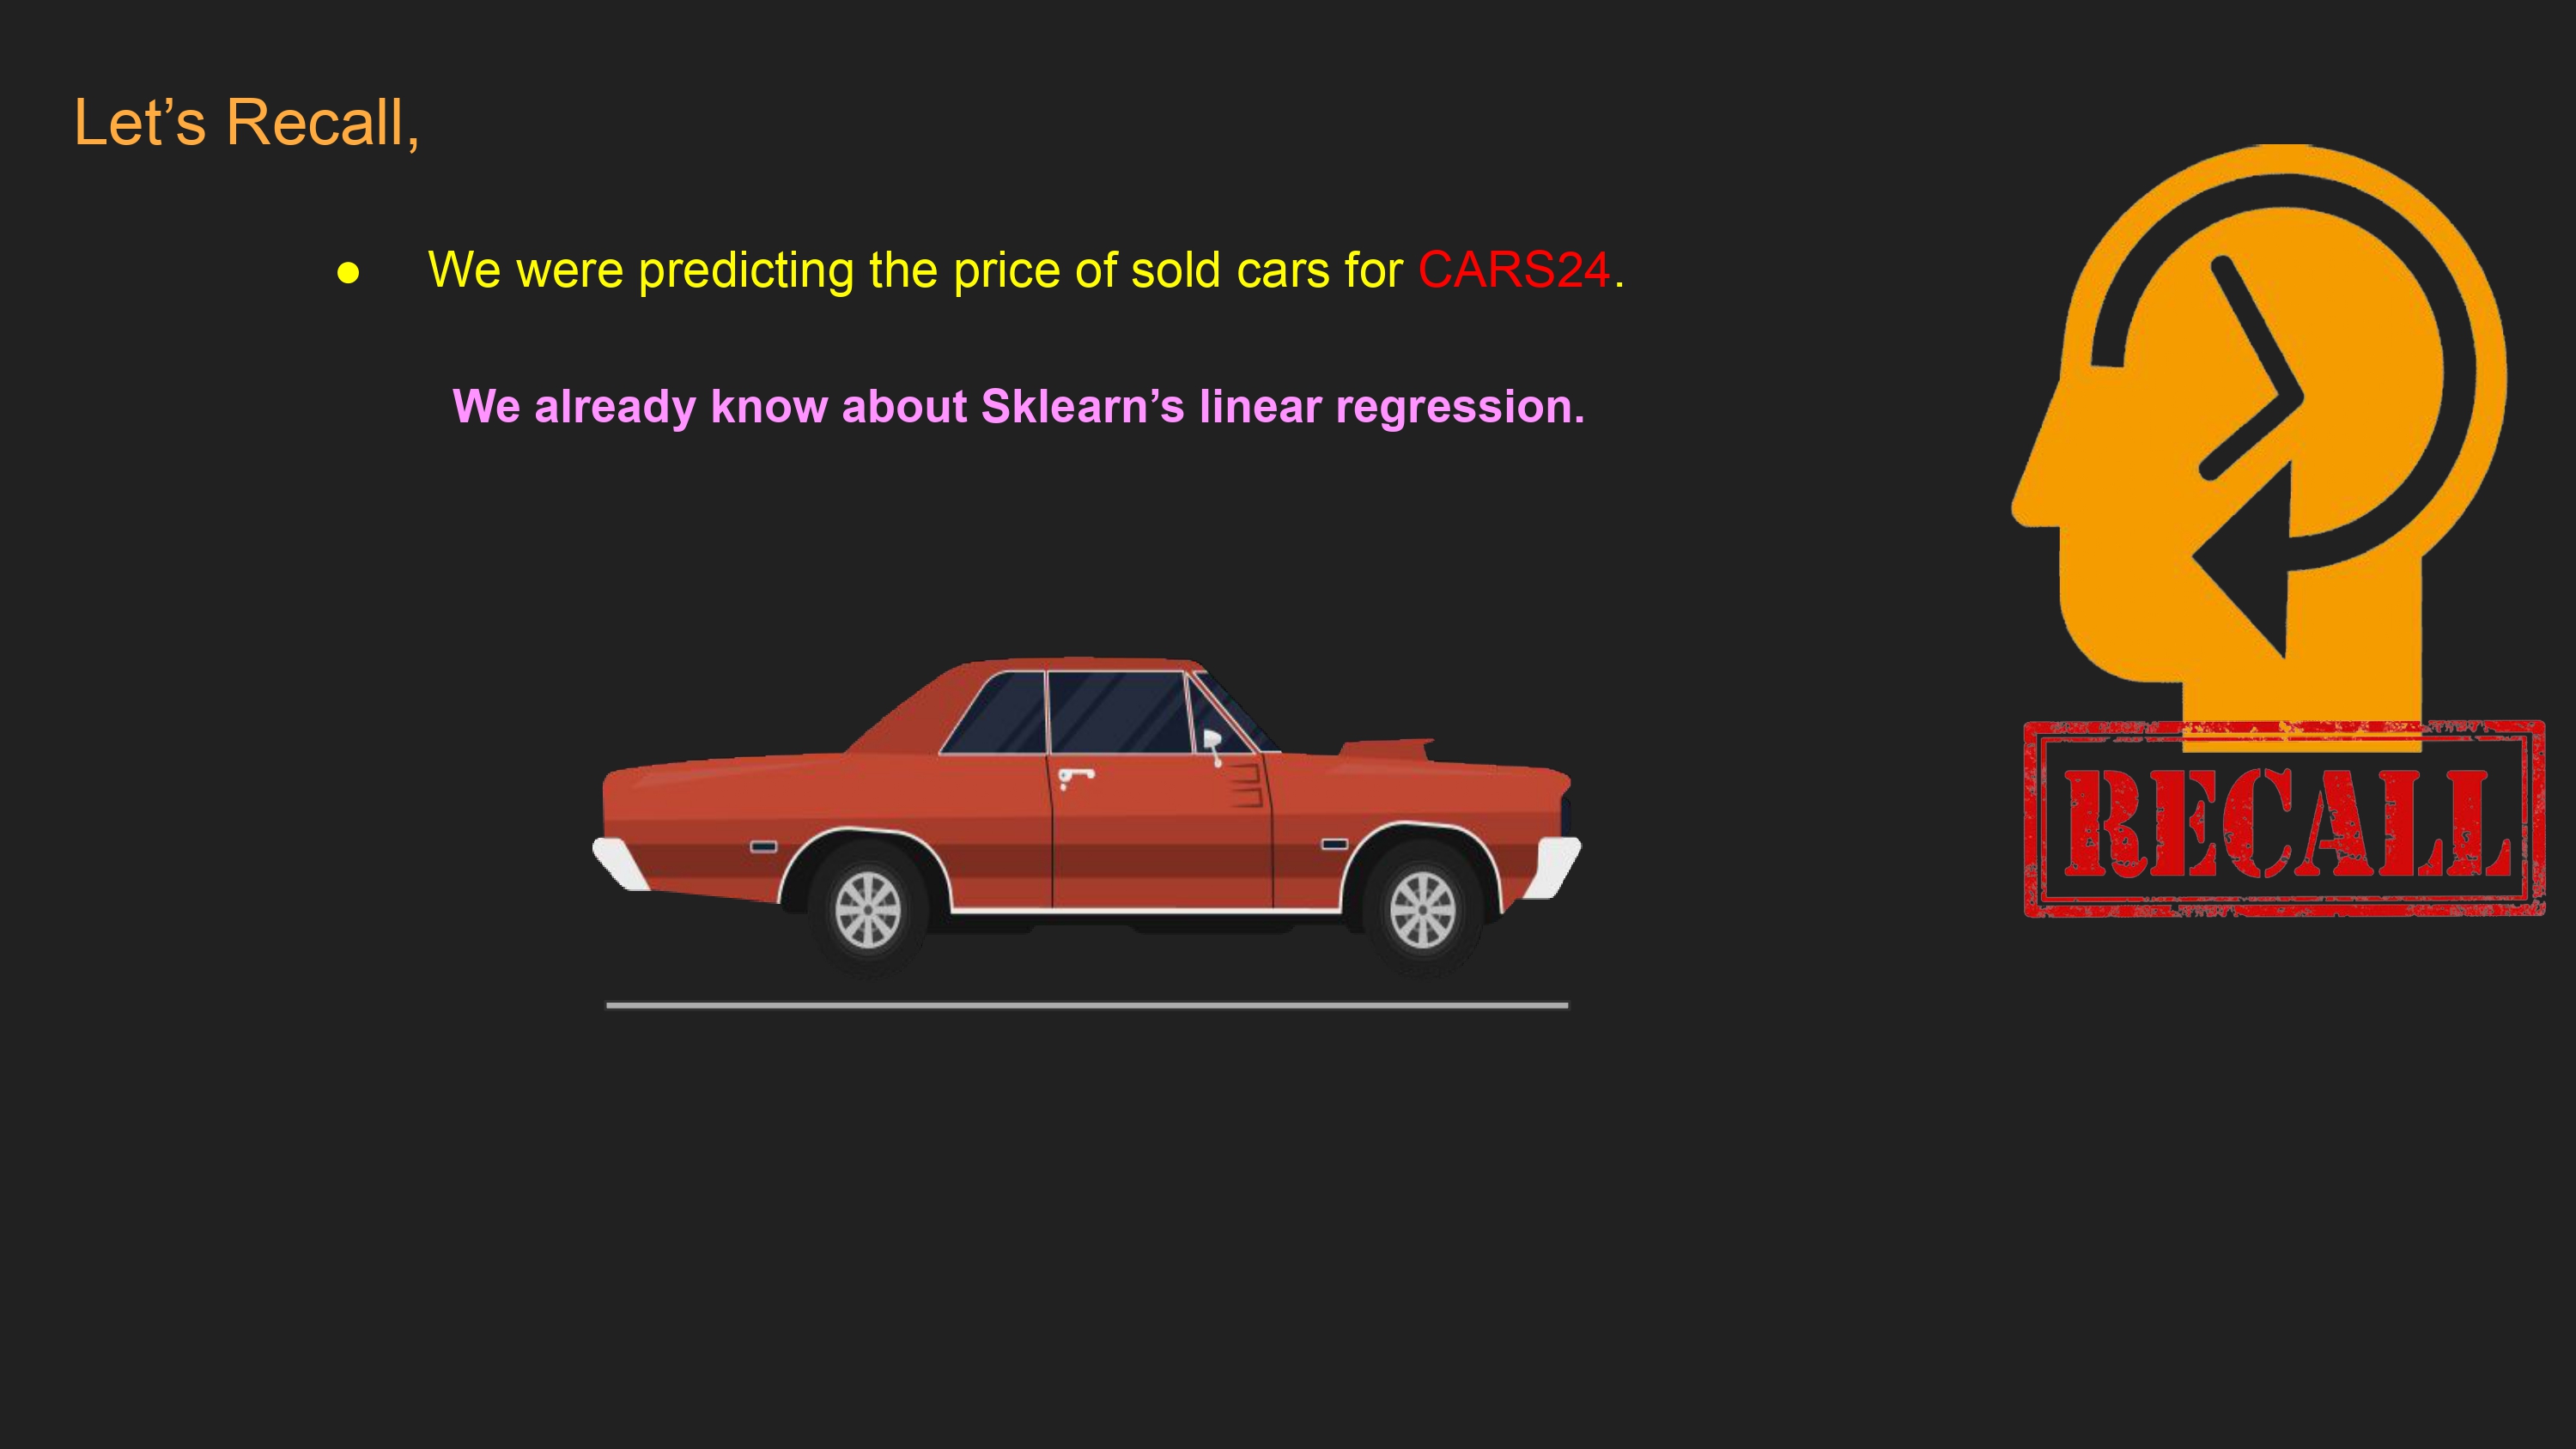 Let’s Recall,
● We were predicting the price of sold cars for CARS24.
We already know about Sklearn’s linear regression.
RECALL